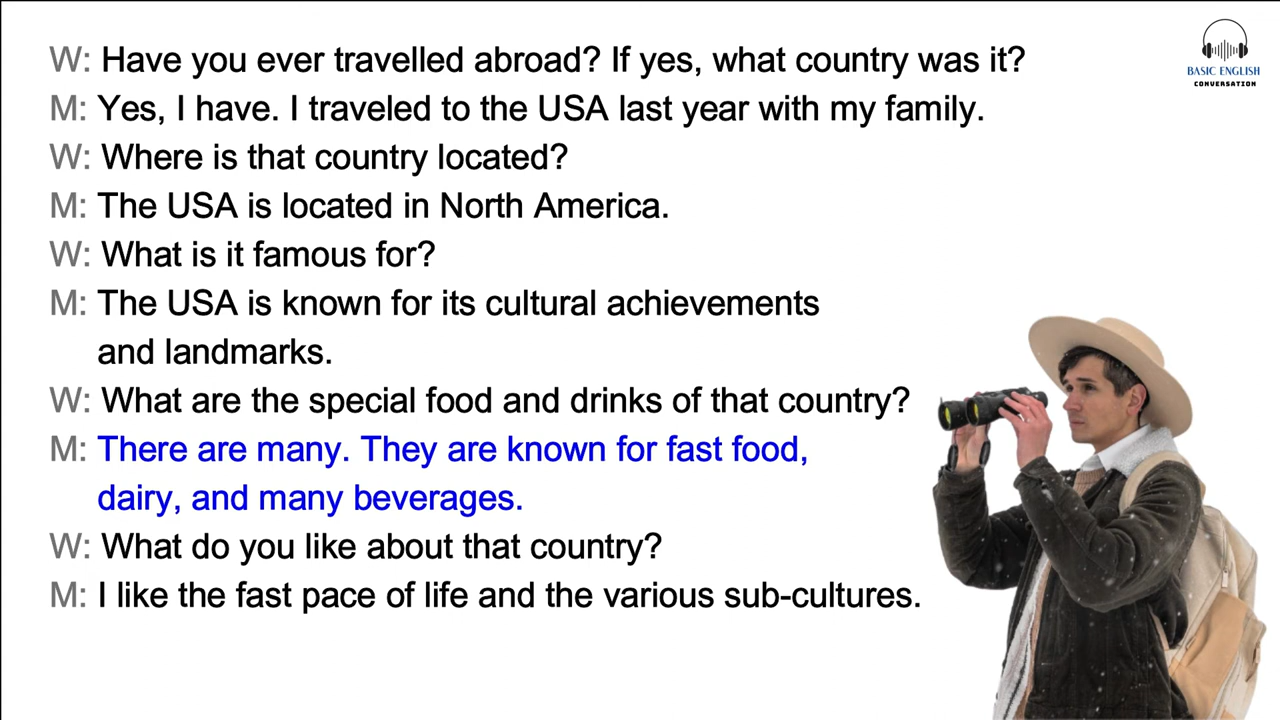 W: Have you ever travelled abroad? If yes, what country was it?
M: Yes, I have. I traveled to the USA last year with my family.
W: Where is that country located?
M: The USA is located in North America.
W: What is it famous for?
M: The USA is known for its cultural achievements
and landmarks.
W: What are the special food and drinks of that country?
M: There are many. They are known for fast food,
dairy, and many beverages.
W: What do you like about that country?
M: I like the fast pace of life and the various sub-cultures.
BASIC ENGLISH
CONVERSATION